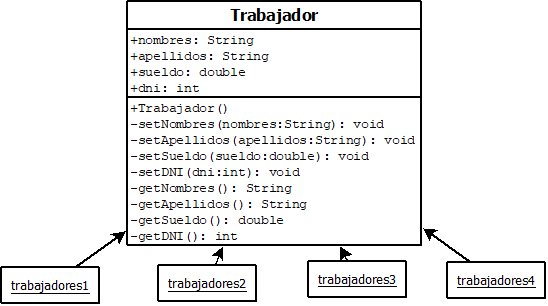 Trabajador
+nombres: String
+apellidos: String
+sueldo: double
+dni: int
+Trabajador()
-setNombres(nombres:String): void
-setApellidos(apellidos:String): void
-setSueldo(sueldo:double): void
-setDNI(dni:int): void
-getNombres(): String
-getApellidos(): String
-getSueldo(): double
-getDNI(): int
trabajadores1
trabajadores2
trabajadores3
trabajadores4